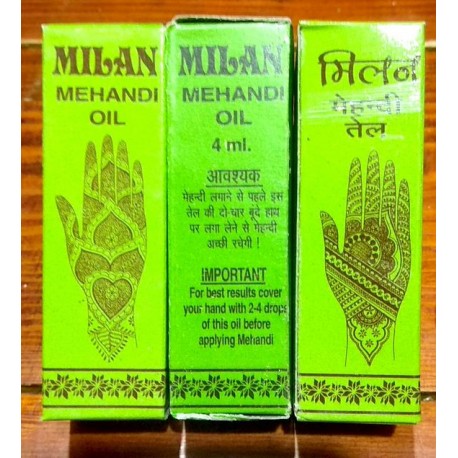 MILAN
MEHANDI
OIL
MILAN
MEHANDI
OIL
4 ml.
आवश्यक
मेहन्दी लगाने से पहले इस
तेल की दो-चार बूंदे हाथ
पर लगा लेने से मेहन्दी
अच्छी रचेगी !
IMPORTANT
For best results cover
your hand with 2-4 drops
of this oil before
applying Mehandi
मिलन
मेहन्दी
तेल